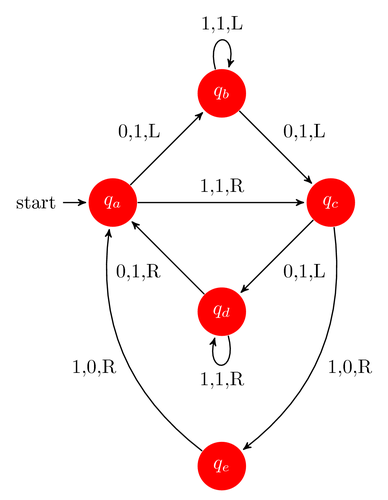 1,1,L
q_b
0,1,L 0,1,L
1,1,R
start q_a q_c
0,1,R 0,1,L
q_d
1,1,R
1,0,R 1,0,R
q_e